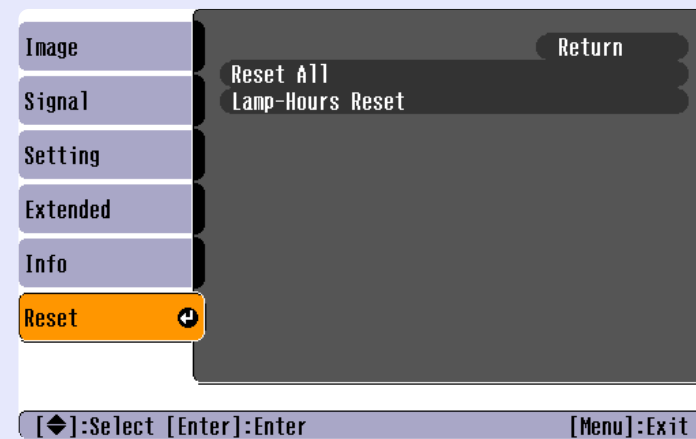 Image
Signal
Setting
Extended
Info
Reset
Return
Reset All
Lamp-Hours Reset
[◆]:Select [Enter]:Enter
[Menu]:Exit